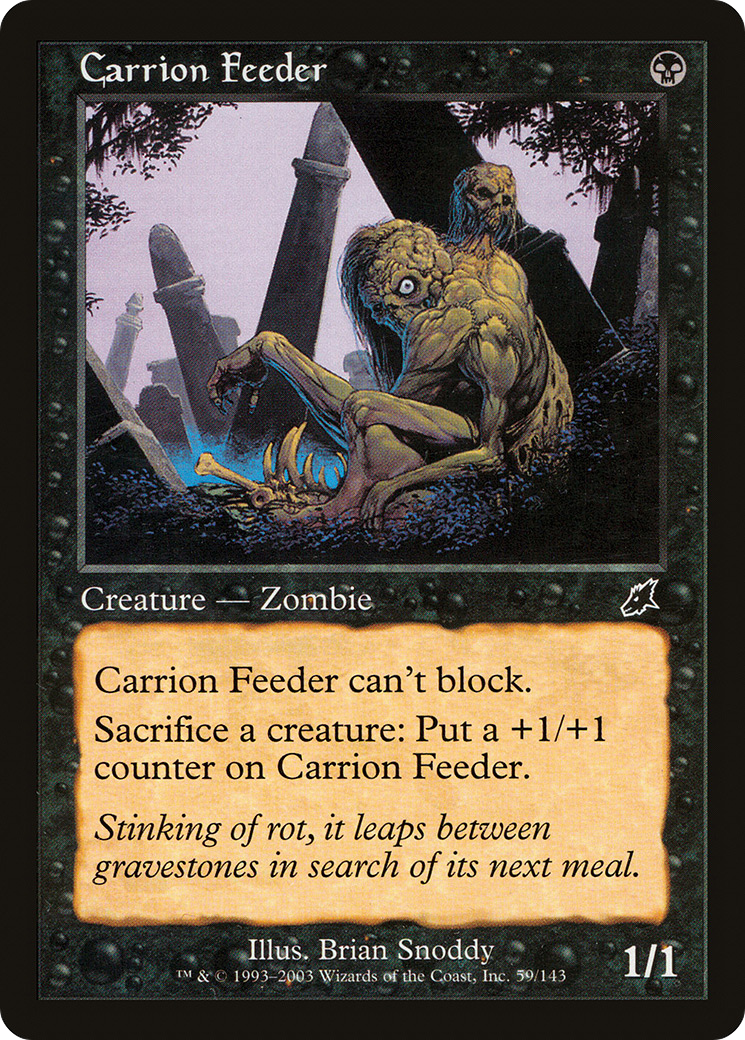 Carrion Feeder
Creature — Zombie
Carrion Feeder can't block.
Sacrifice a creature: Put a +1/+1
counter on Carrion Feeder.
Stinking of rot, it leaps between
gravestones in search of its next meal.
Illus. Brian Snoddy
™ & © 1993–2003 Wizards of the Coast, Inc. 59/143
1/1